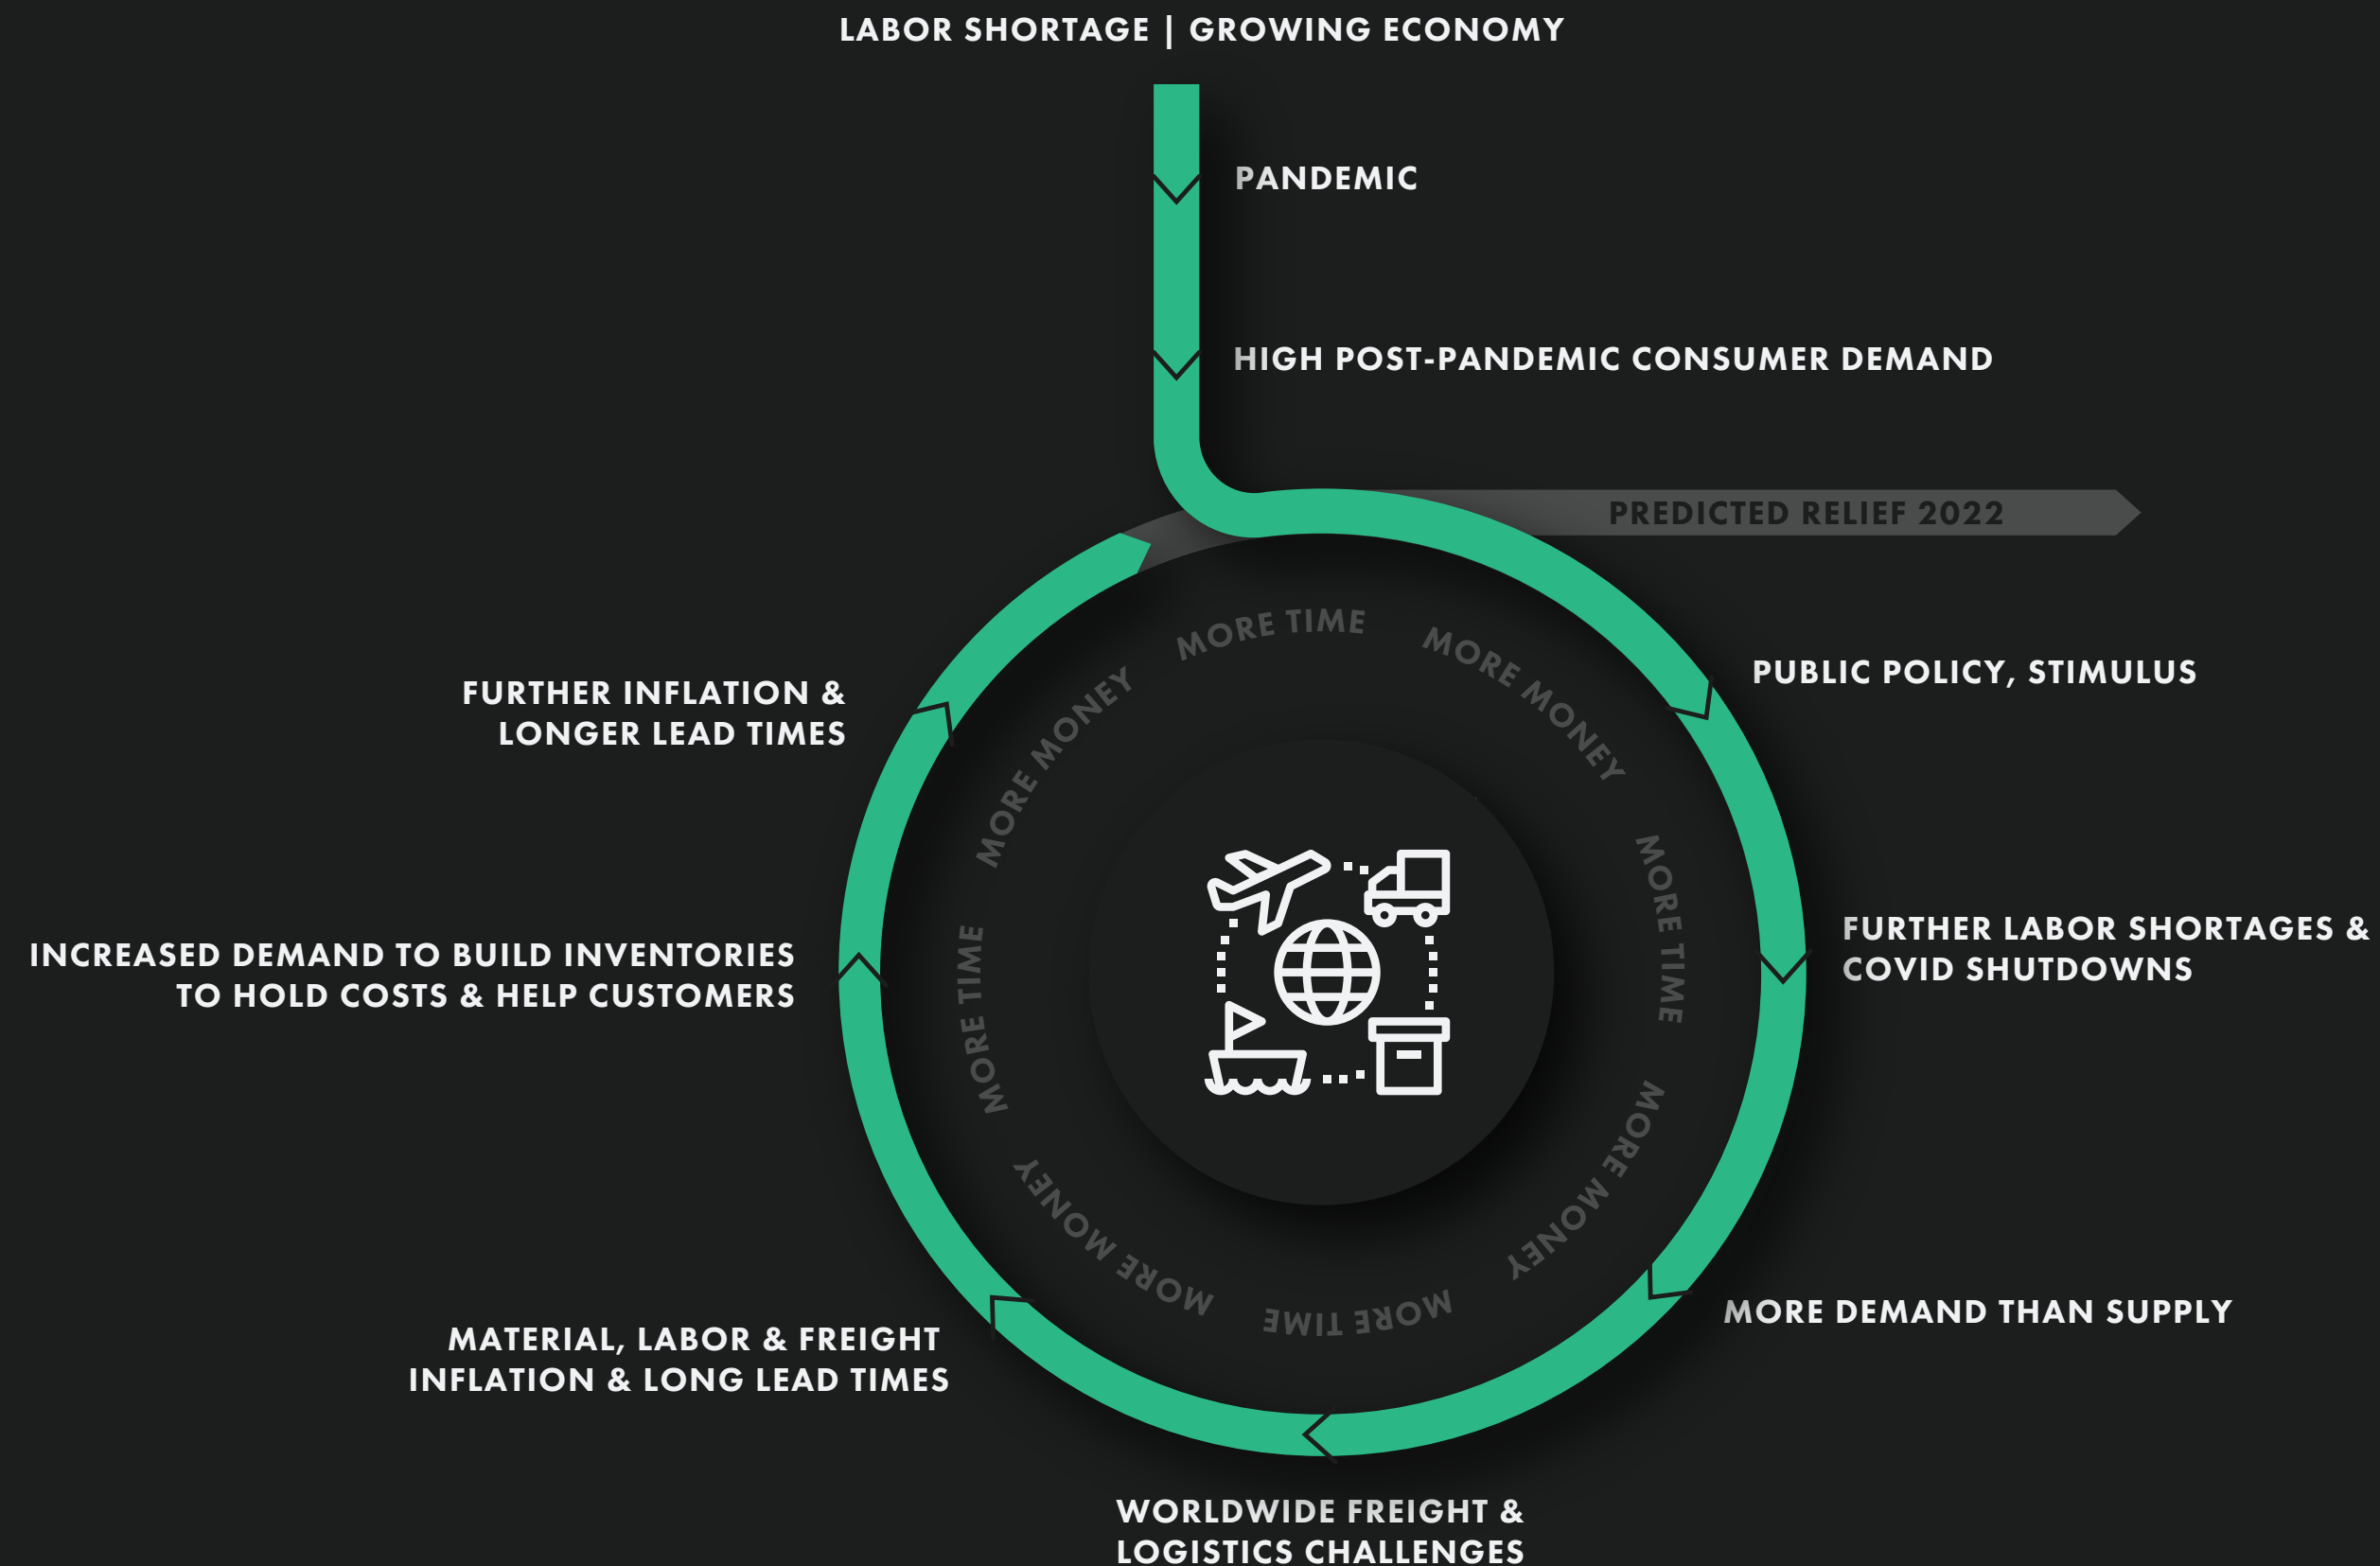 LABOR SHORTAGE | GROWING ECONOMY
PANDEMIC
HIGH POST-PANDEMIC CONSUMER DEMAND
PREDICTED RELIEF 2022
PUBLIC POLICY, STIMULUS
FURTHER LABOR SHORTAGES &
COVID SHUTDOWNS
MORE DEMAND THAN SUPPLY
WORLDWIDE FREIGHT &
LOGISTICS CHALLENGES
MATERIAL, LABOR & FREIGHT
INFLATION & LONG LEAD TIMES
INCREASED DEMAND TO BUILD INVENTORIES
TO HOLD COSTS & HELP CUSTOMERS
FURTHER INFLATION &
LONGER LEAD TIMES
MORE TIME
MORE MONEY
MORE TIME
MORE MONEY
MORE TIME
MORE MONEY
MORE TIME
MORE MONEY